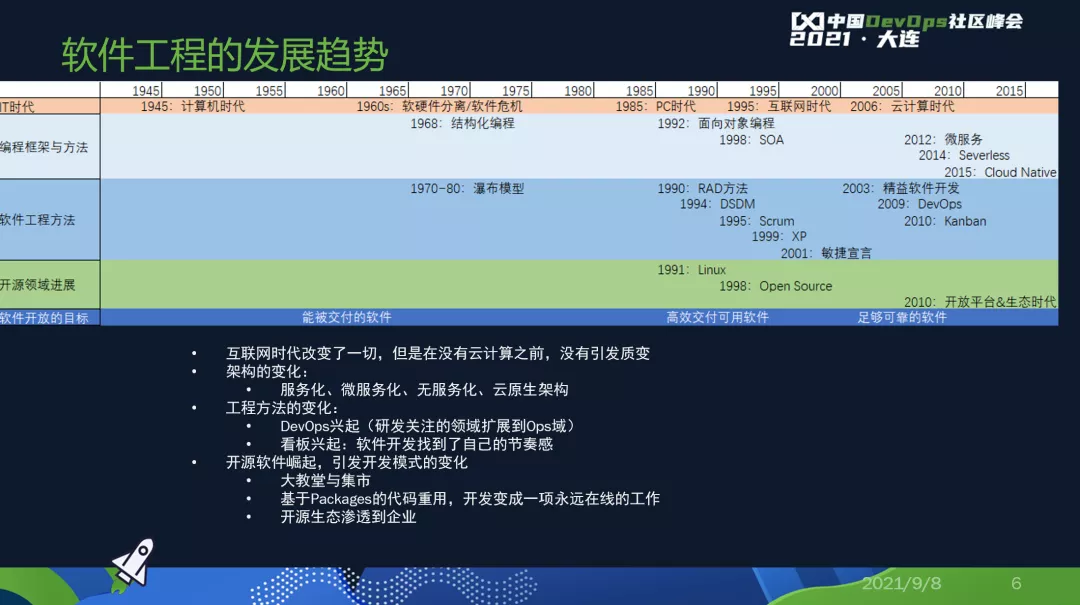 中国DevOps社区峰会
2021·大连
软件工程的发展趋势
1945 1950 1955 1960 1965 1970 1975 1980 1985 1990 1995 2000 2005 2010 2015
IT时代 1945：计算机时代 1960s：软硬件分离/软件危机 1985：PC时代 1995：互联网时代 2006：云计算时代
编程框架与方法
1968：结构化编程 1992：面向对象编程
1998：SOA 2012：微服务
2014：Severless
2015：Cloud Native
软件工程方法
1970-80：瀑布模型 1990：RAD方法 2003：精益软件开发
1994：DSDM 2009：DevOps
1995：Scrum 2010：Kanban
1999：XP
2001：敏捷宣言
开源领域进展
1991：Linux
1998：Open Source
2010：开放平台&生态时代
软件开放的目标 能被交付的软件 高效交付可用软件 足够可靠的软件
• 互联网时代改变了一切，但是在没有云计算之前，没有引发质变
• 架构的变化：
• 服务化、微服务化、无服务化、云原生架构
• 工程方法的变化：
• DevOps兴起（研发关注的领域扩展到Ops域）
• 看板兴起：软件开发找到了自己的节奏感
• 开源软件崛起，引发开发模式的变化
• 大教堂与集市
• 基于Packages的代码重用，开发变成一项永远在线的工作
• 开源生态渗透到企业
2021/9/8 6